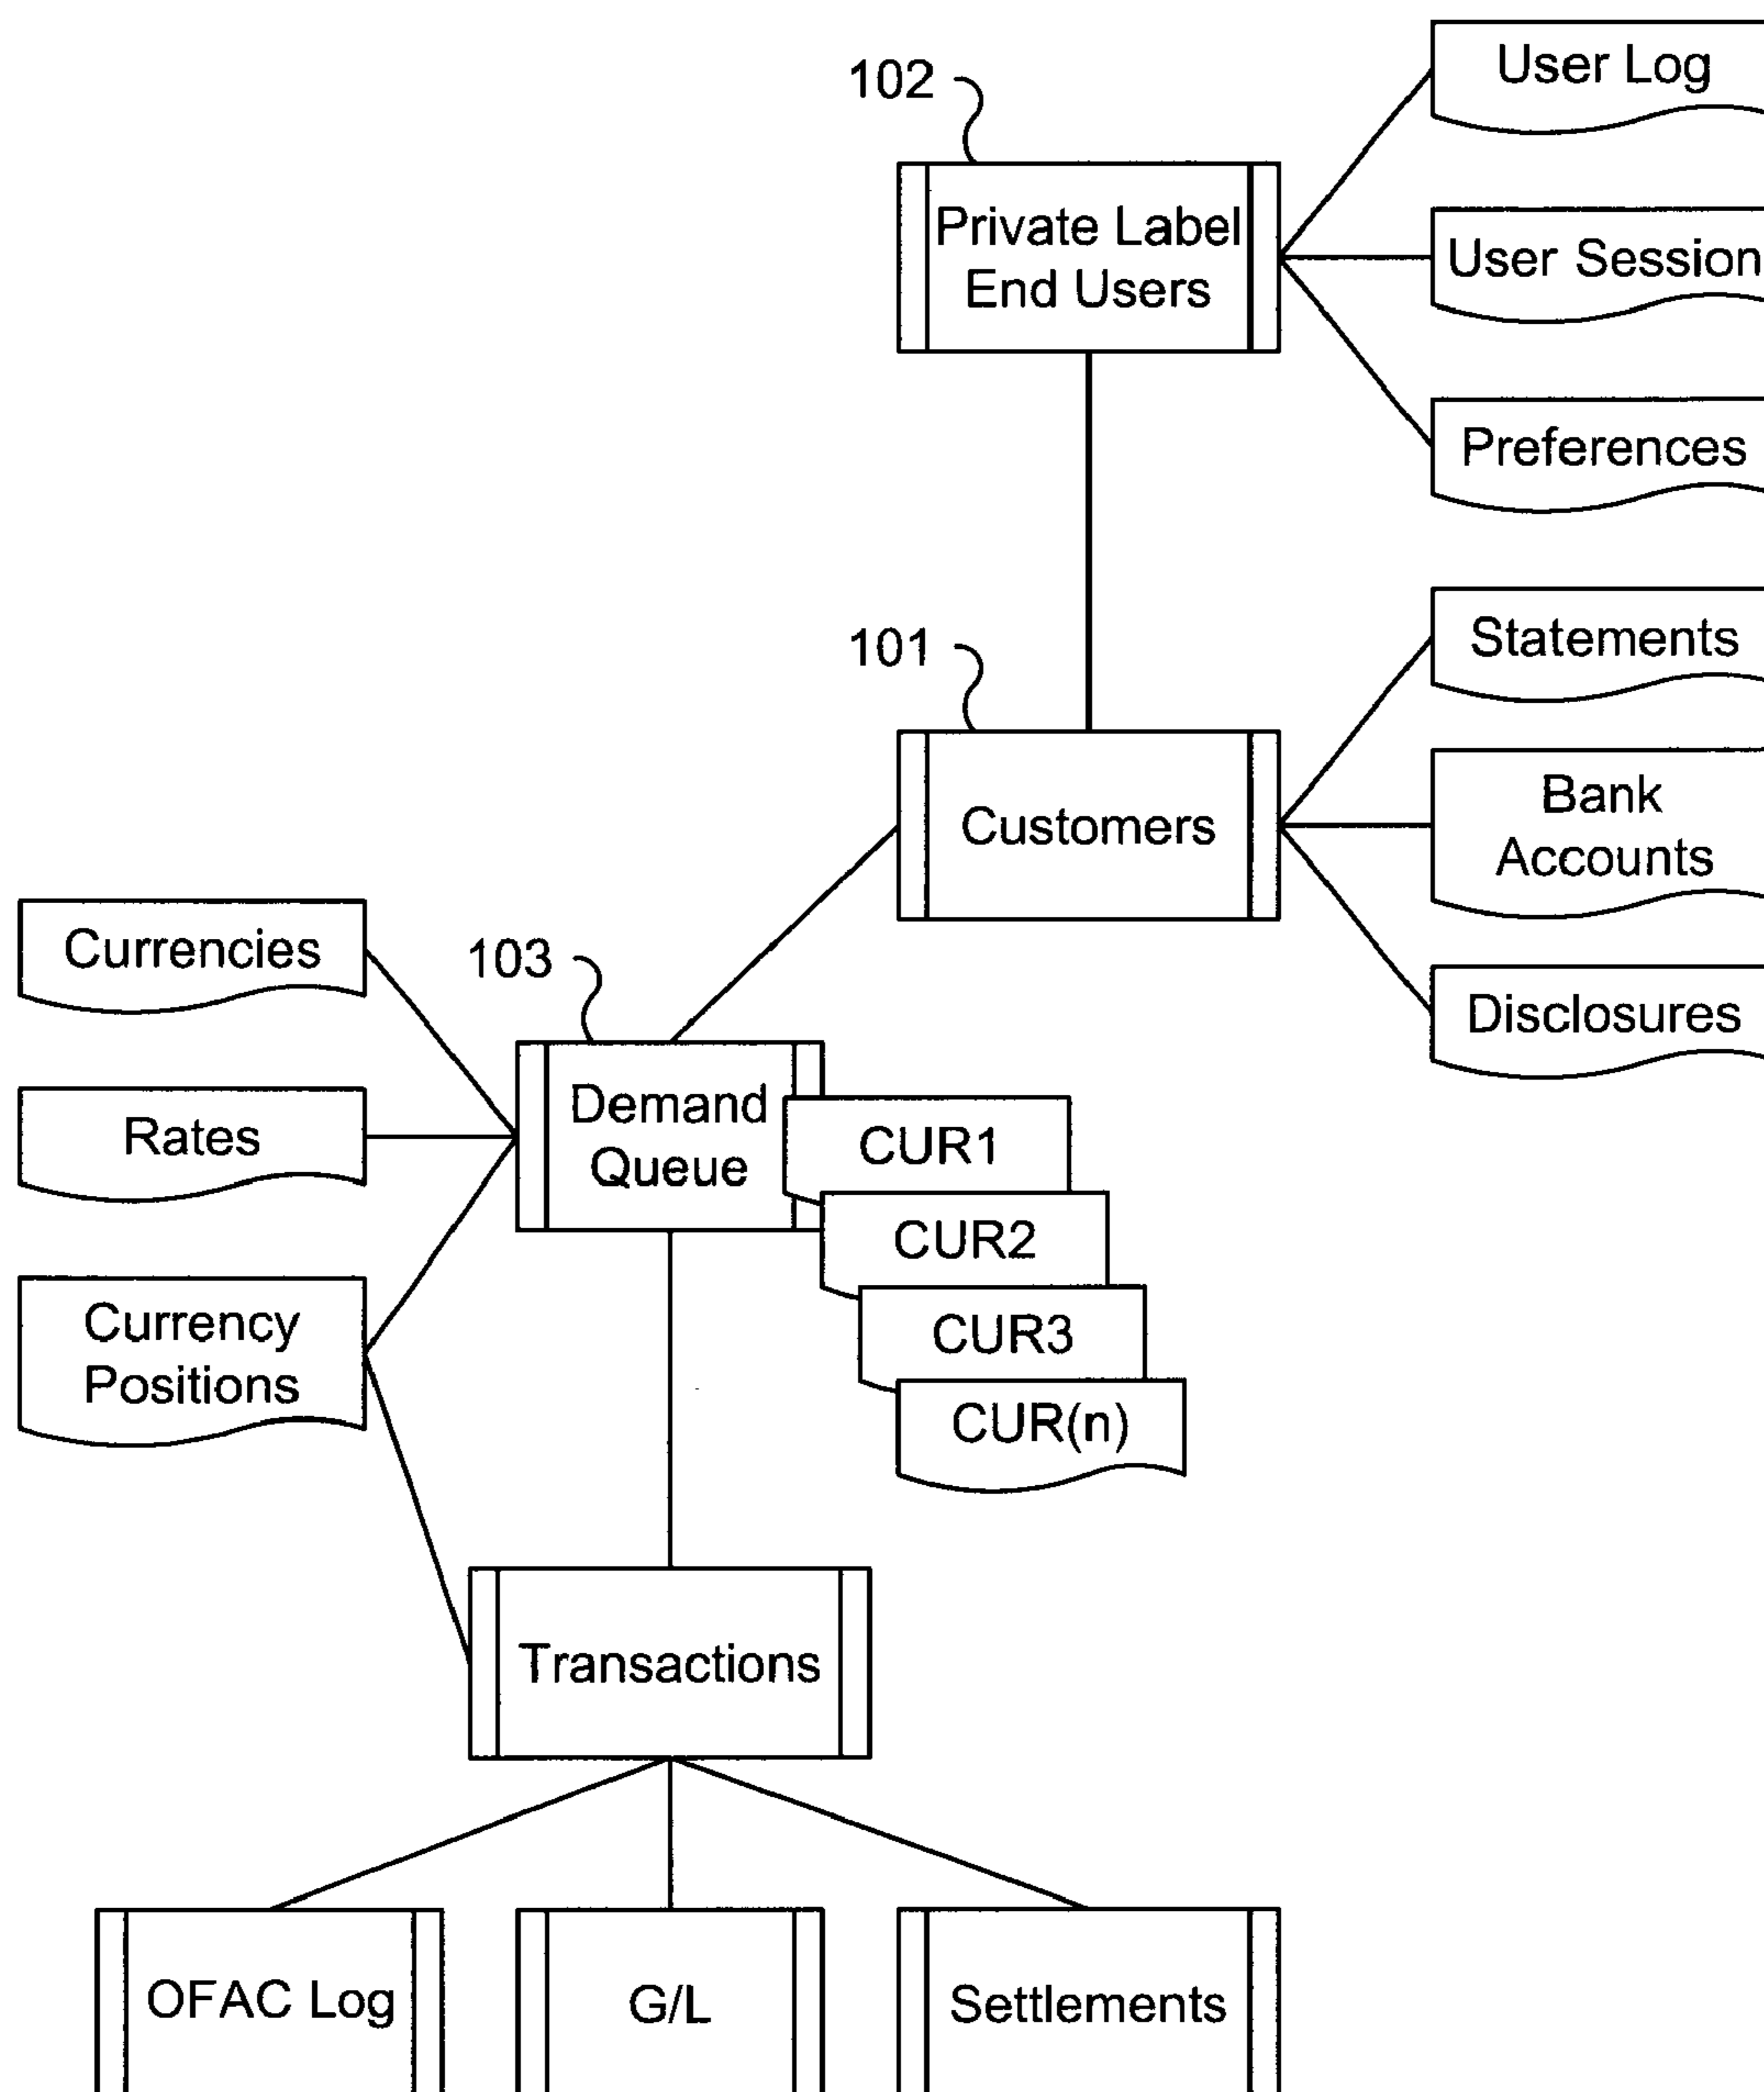 User Log
102
Private Label
End Users
User Session
Preferences
Statements
101
Customers
Bank
Accounts
Disclosures
Currencies
103
Demand
Queue
CUR1
Rates
CUR2
Currency
Positions
CUR3
CUR(n)
Transactions
OFAC Log
G/L
Settlements